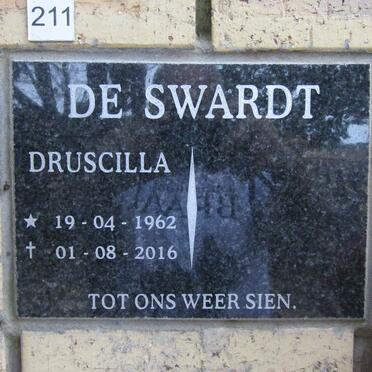 211
DE SWARDT
DRUSCILLA
★ 19 - 04 - 1962
† 01 - 08 - 2016
TOT ONS WEER SIEN.